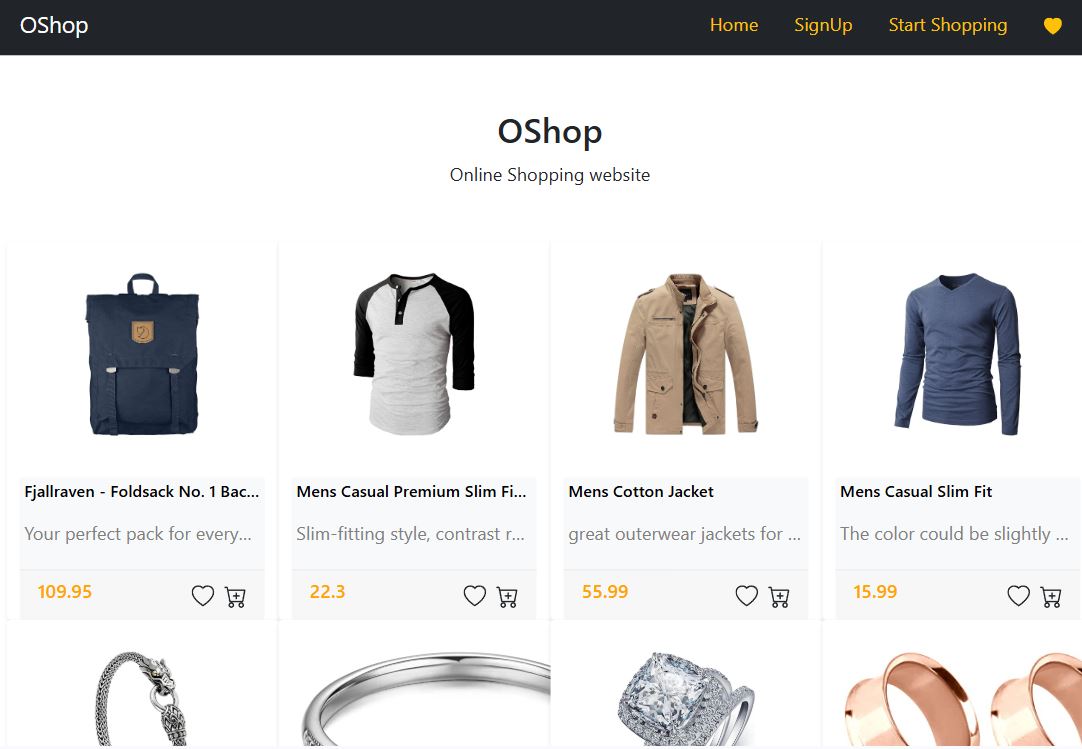 OShop
Home SignUp Start Shopping
OShop
Online Shopping website
Fjallraven - Foldsack No. 1 Bac...
Mens Casual Premium Slim Fi...
Mens Cotton Jacket
Mens Casual Slim Fit
Your perfect pack for every...
Slim-fitting style, contrast r...
great outerwear jackets for ...
The color could be slightly ...
109.95
22.3
55.99
15.99